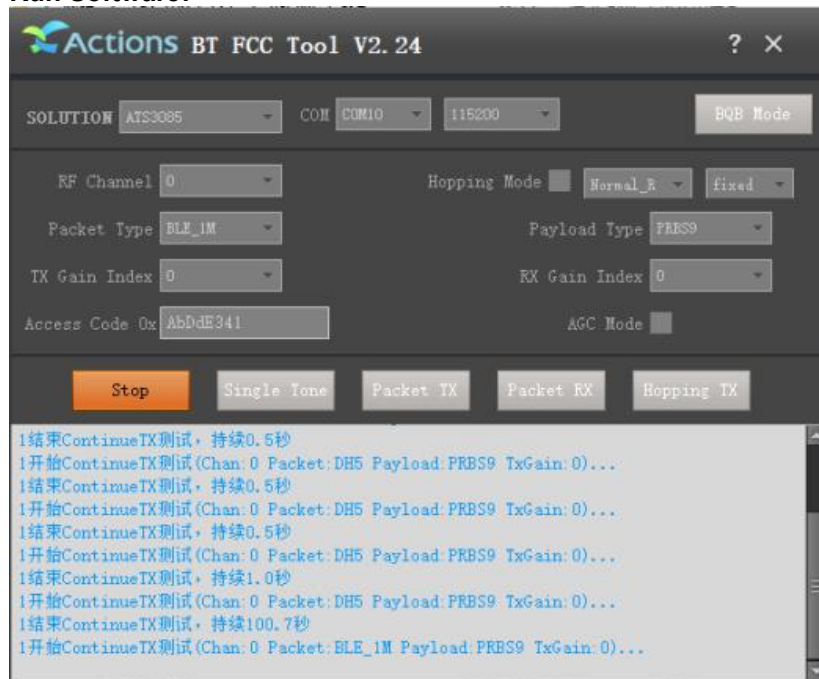 Actions BT FCC Tool V2.24 ? ×
SOLUTION ATS3085 COM COM10 115200 BQB Mode
RF Channel 0 Hopping Mode Normal_R fixed
Packet Type BLE_1M Payload Type PRBS9
TX Gain Index 0 RX Gain Index 0
Access Code 0x AbDdE341 AGC Mode
Stop Single Tone Packet TX Packet RX Hopping TX
1结束ContinueTX测试，持续0.5秒
1开始ContinueTX测试(Chan:0 Packet:DH5 Payload:PRBS9 TxGain:0)...
1结束ContinueTX测试，持续0.5秒
1开始ContinueTX测试(Chan:0 Packet:DH5 Payload:PRBS9 TxGain:0)...
1结束ContinueTX测试，持续0.5秒
1开始ContinueTX测试(Chan:0 Packet:DH5 Payload:PRBS9 TxGain:0)...
1结束ContinueTX测试，持续1.0秒
1开始ContinueTX测试(Chan:0 Packet:DH5 Payload:PRBS9 TxGain:0)...
1结束ContinueTX测试，持续100.7秒
1开始ContinueTX测试(Chan:0 Packet:BLE_1M Payload:PRBS9 TxGain:0)...